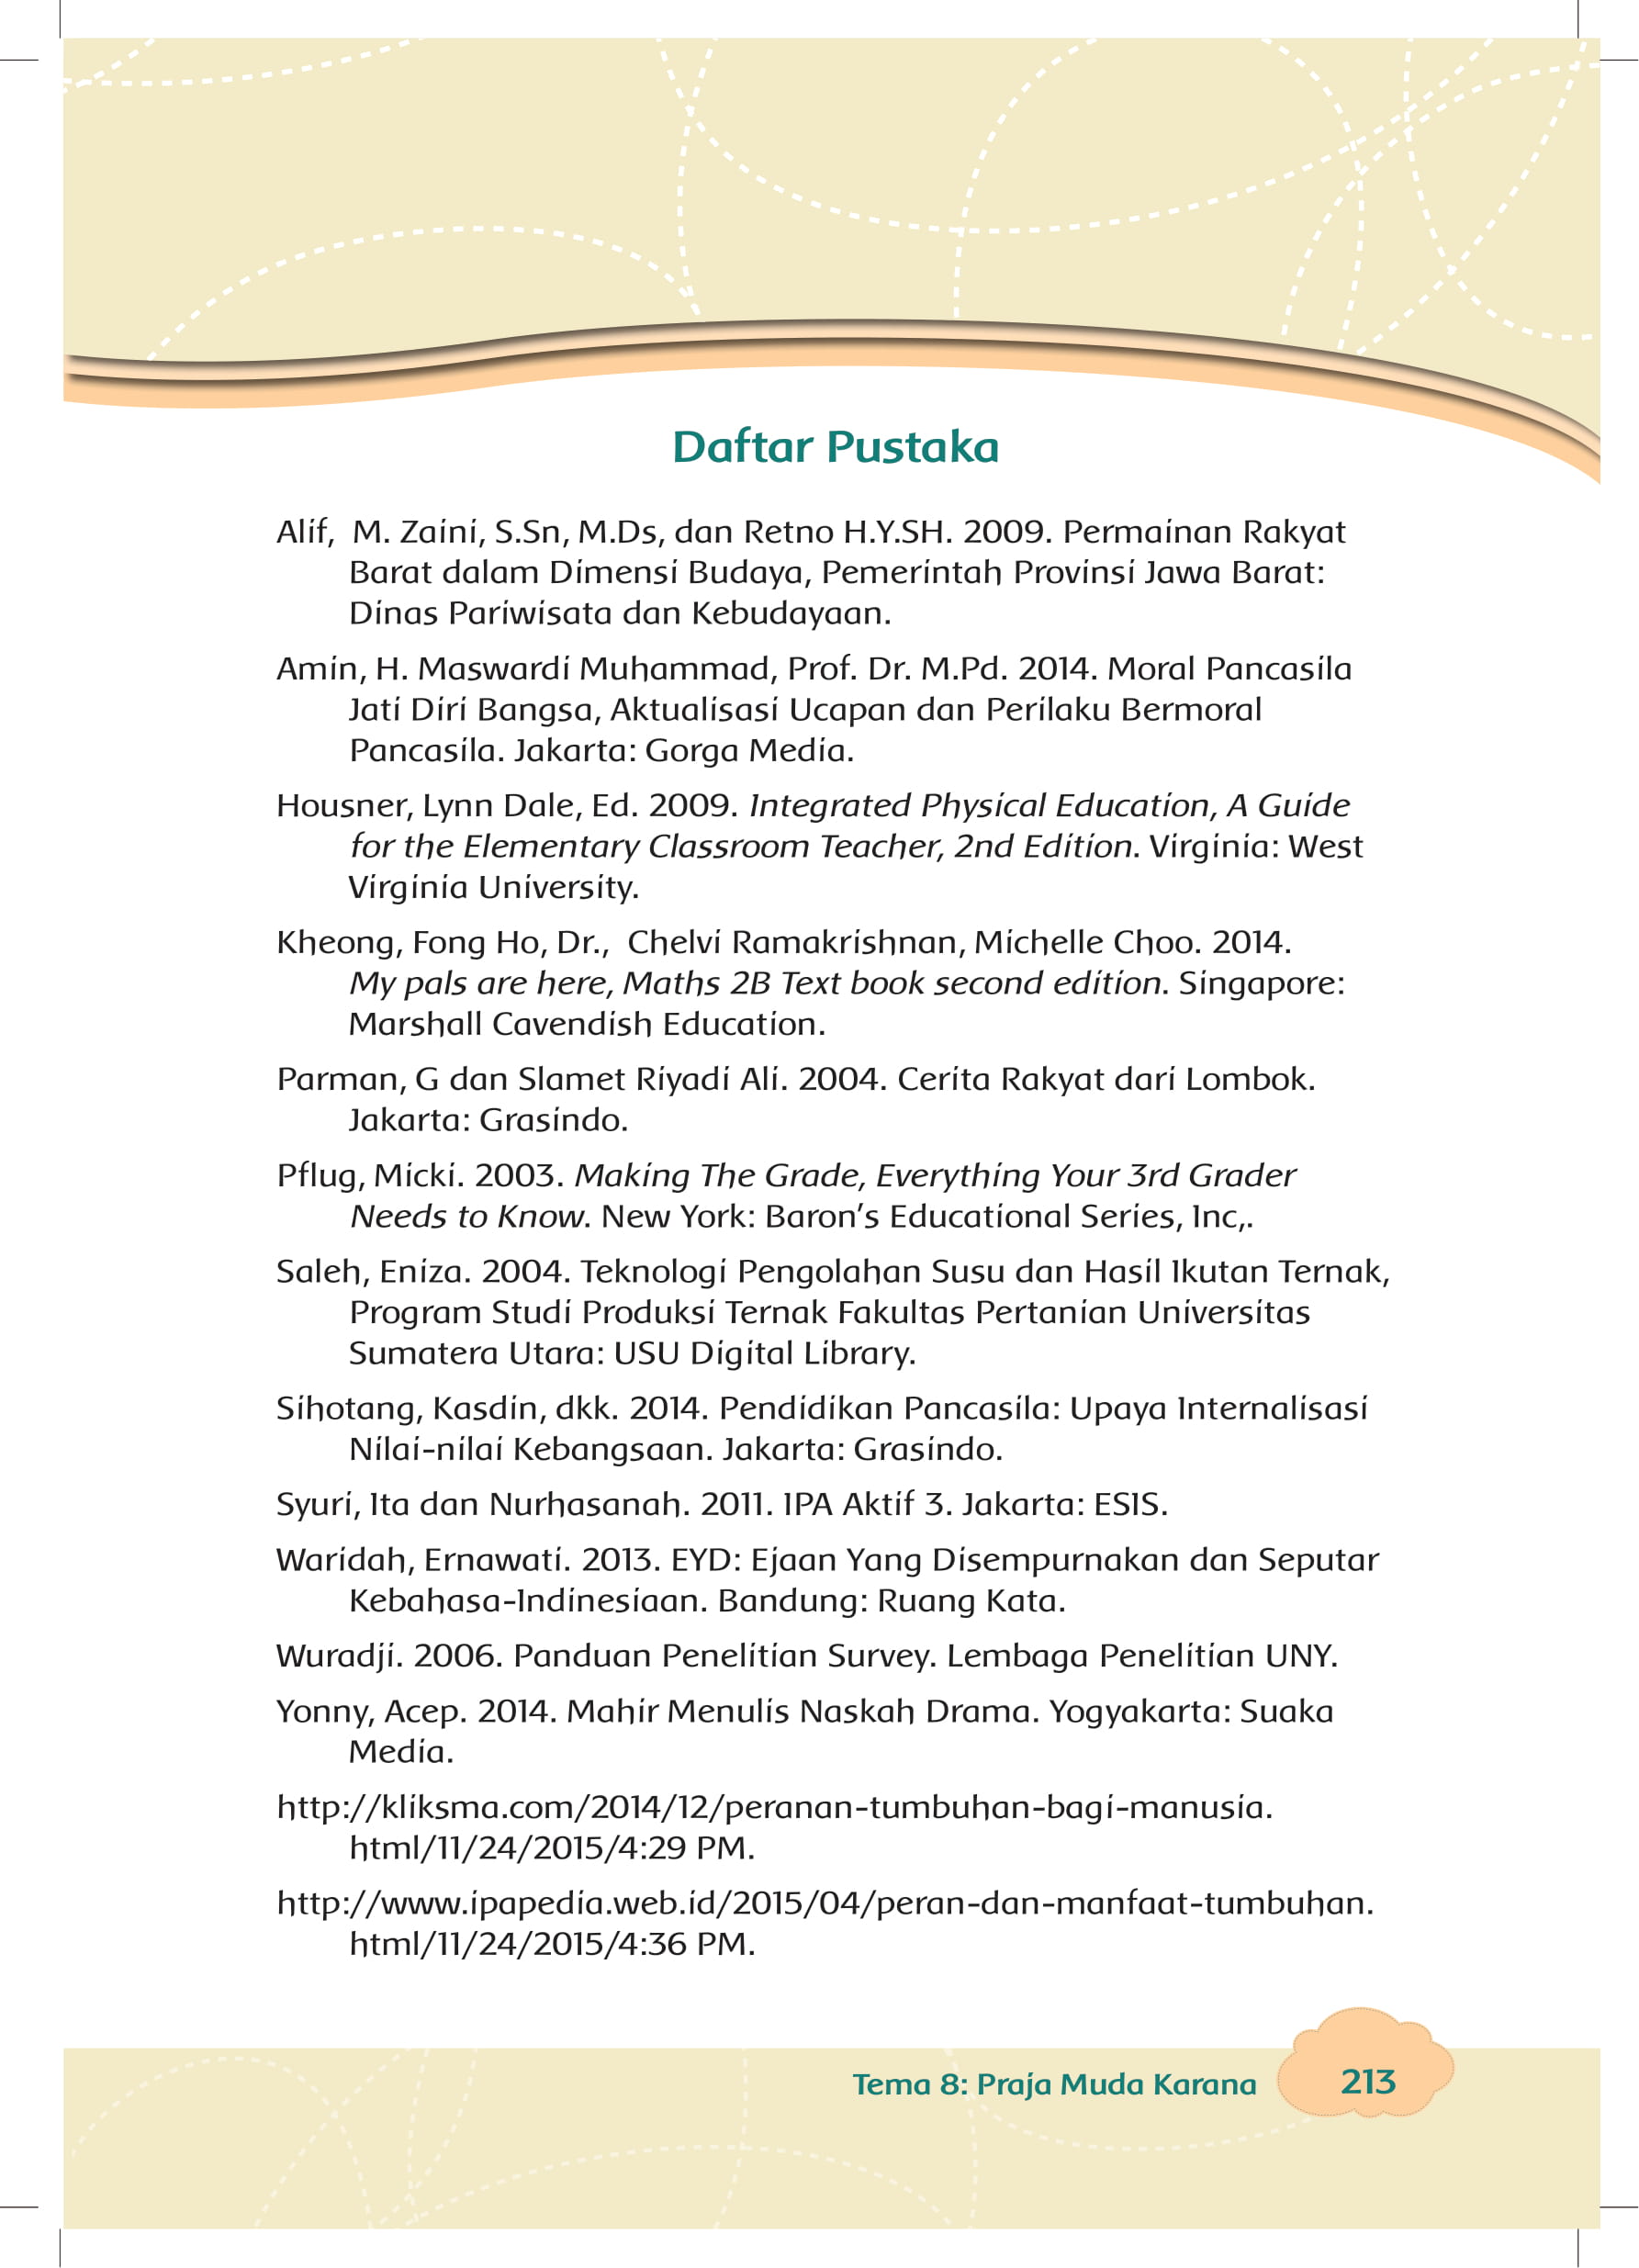 Daftar Pustaka
Alif,  M. Zaini, S.Sn, M.Ds, dan Retno H.Y.SH. 2009. Permainan Rakyat
Barat dalam Dimensi Budaya, Pemerintah Provinsi Jawa Barat:
Dinas Pariwisata dan Kebudayaan.
Amin, H. Maswardi Muhammad, Prof. Dr. M.Pd. 2014. Moral Pancasila
Jati Diri Bangsa, Aktualisasi Ucapan dan Perilaku Bermoral
Pancasila. Jakarta: Gorga Media.
Housner, Lynn Dale, Ed. 2009. Integrated Physical Education, A Guide
for the Elementary Classroom Teacher, 2nd Edition. Virginia: West
Virginia University.
Kheong, Fong Ho, Dr.,  Chelvi Ramakrishnan, Michelle Choo. 2014.
My pals are here, Maths 2B Text book second edition. Singapore:
Marshall Cavendish Education.
Parman, G dan Slamet Riyadi Ali. 2004. Cerita Rakyat dari Lombok.
Jakarta: Grasindo.
Pflug, Micki. 2003. Making The Grade, Everything Your 3rd Grader
Needs to Know. New York: Baron’s Educational Series, Inc,.
Saleh, Eniza. 2004. Teknologi Pengolahan Susu dan Hasil Ikutan Ternak,
Program Studi Produksi Ternak Fakultas Pertanian Universitas
Sumatera Utara: USU Digital Library.
Sihotang, Kasdin, dkk. 2014. Pendidikan Pancasila: Upaya Internalisasi
Nilai-nilai Kebangsaan. Jakarta: Grasindo.
Syuri, Ita dan Nurhasanah. 2011. IPA Aktif 3. Jakarta: ESIS.
Waridah, Ernawati. 2013. EYD: Ejaan Yang Disempurnakan dan Seputar
Kebahasa-Indinesiaan. Bandung: Ruang Kata.
Wuradji. 2006. Panduan Penelitian Survey. Lembaga Penelitian UNY.
Yonny, Acep. 2014. Mahir Menulis Naskah Drama. Yogyakarta: Suaka
Media.
http://kliksma.com/2014/12/peranan-tumbuhan-bagi-manusia.
html/11/24/2015/4:29 PM.
http://www.ipapedia.web.id/2015/04/peran-dan-manfaat-tumbuhan.
html/11/24/2015/4:36 PM.
Tema 8: Praja Muda Karana
213